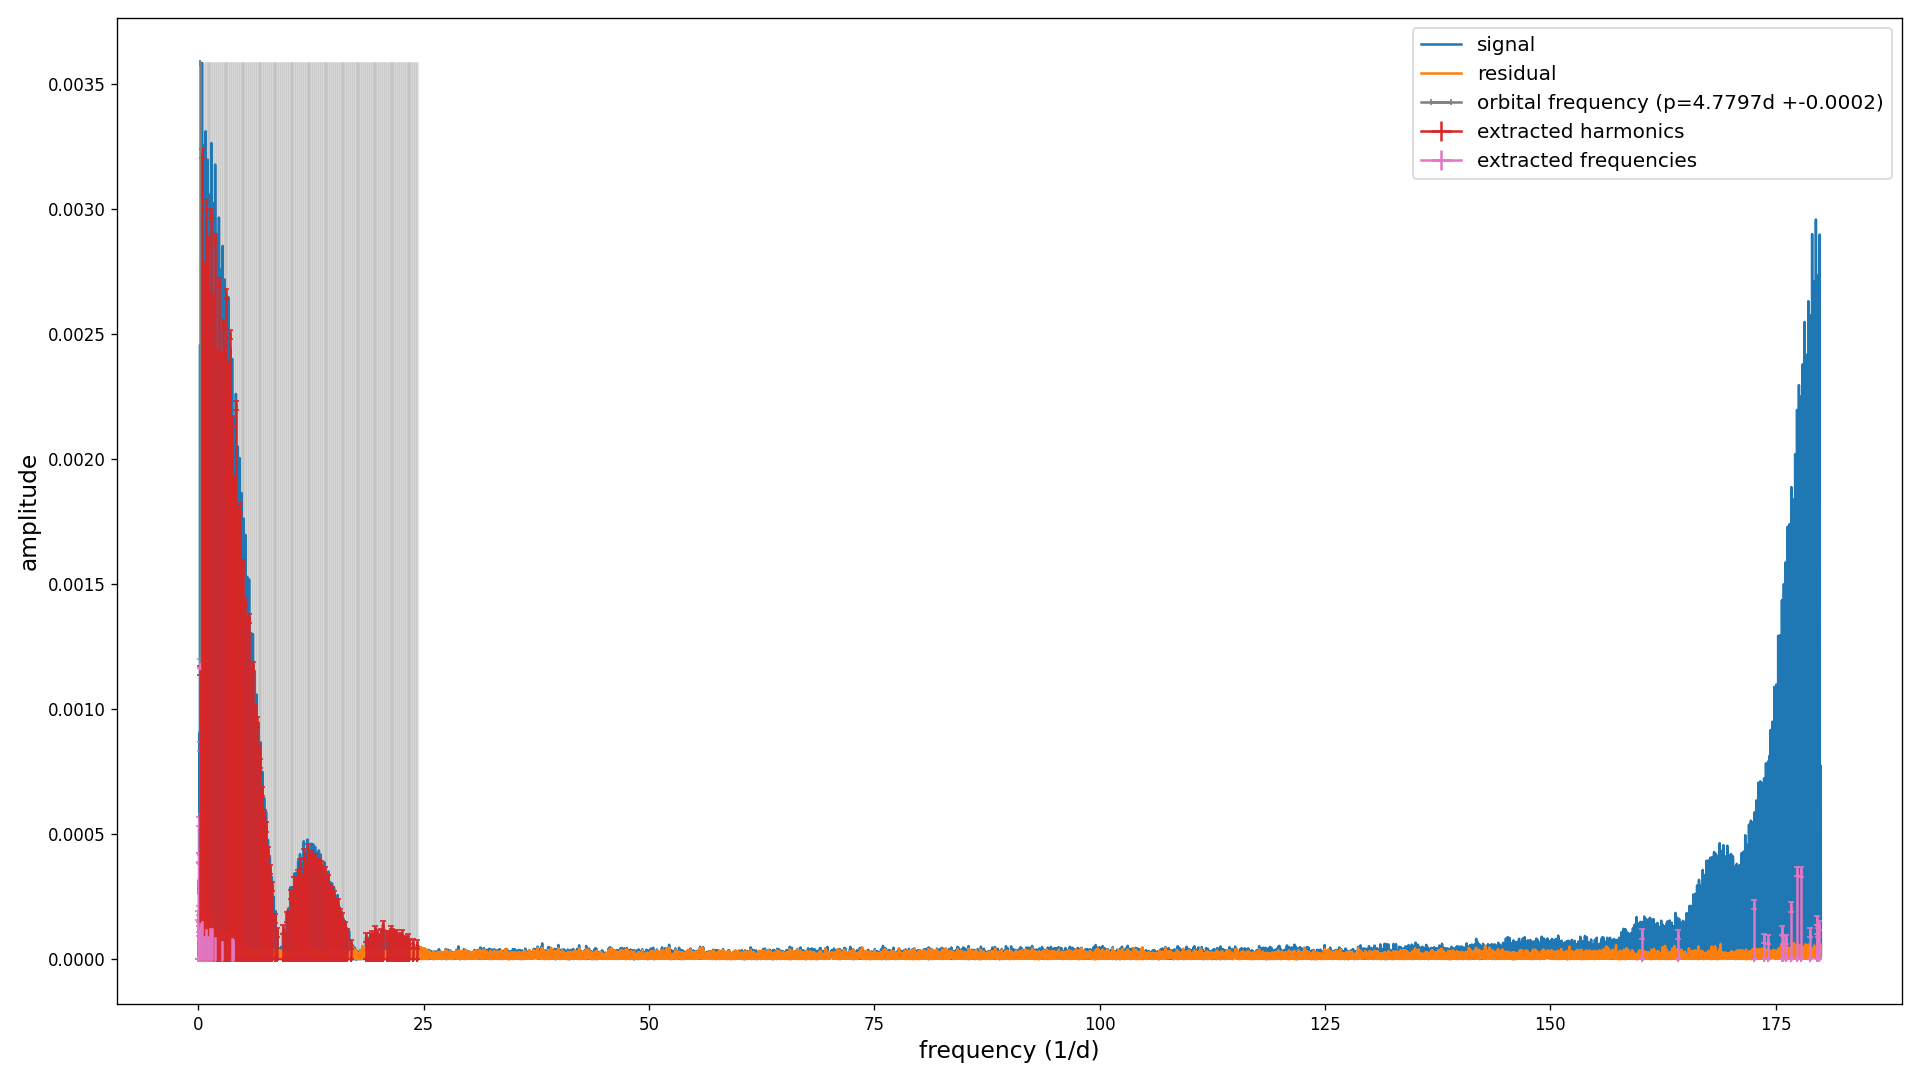 signal
residual
orbital frequency (p=4.7797d +-0.0002)
extracted harmonics
extracted frequencies
amplitude
0.0035
0.0030
0.0025
0.0020
0.0015
0.0010
0.0005
0.0000
0 25 50 75 100 125 150 175
frequency (1/d)